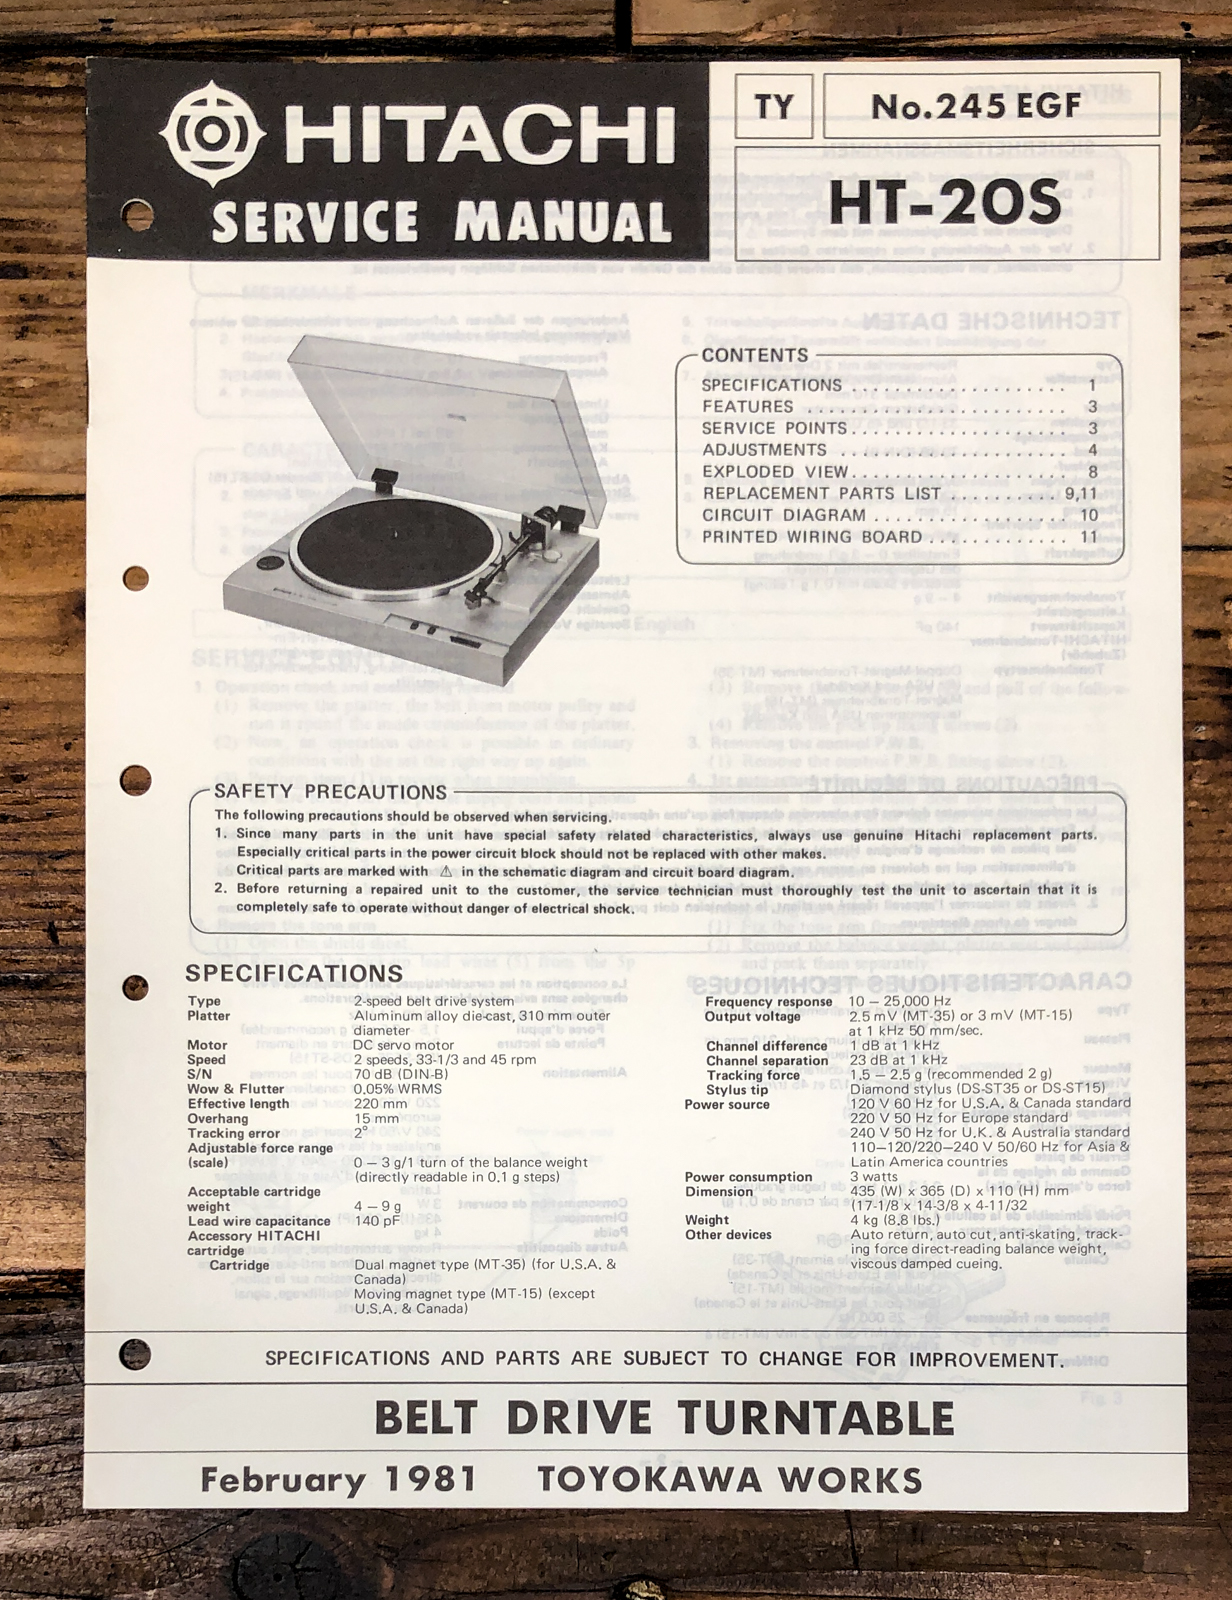 HITACHI
SERVICE MANUAL
TY
No.245 EGF
HT-20S
CONTENTS
SPECIFICATIONS . . . . . . . . . . . . . . . . . . . . . . 1
FEATURES . . . . . . . . . . . . . . . . . . . . . . . . . . 3
SERVICE POINTS . . . . . . . . . . . . . . . . . . . . . . 3
ADJUSTMENTS . . . . . . . . . . . . . . . . . . . . . . . 4
EXPLODED VIEW . . . . . . . . . . . . . . . . . . . . . . 8
REPLACEMENT PARTS LIST . . . . . . . . . . 9,11
CIRCUIT DIAGRAM . . . . . . . . . . . . . . . . . . . 10
PRINTED WIRING BOARD . . . . . . . . . . . . . 11
SAFETY PRECAUTIONS
The following precautions should be observed when servicing.
1. Since many parts in the unit have special safety related characteristics, always use genuine Hitachi replacement parts.
Especially critical parts in the power circuit block should not be replaced with other makes.
Critical parts are marked with ⚠ in the schematic diagram and circuit board diagram.
2. Before returning a repaired unit to the customer, the service technician must thoroughly test the unit to ascertain that it is
completely safe to operate without danger of electrical shock.
SPECIFICATIONS
Type 2-speed belt drive system
Platter Aluminum alloy die-cast, 310 mm outer
diameter
Motor DC servo motor
Speed 2 speeds, 33-1/3 and 45 rpm
S/N 70 dB (DIN-B)
Wow & Flutter 0.05% WRMS
Effective length 220 mm
Overhang 15 mm
Tracking error 2°
Adjustable force range
(scale) 0 – 3 g/1 turn of the balance weight
(directly readable in 0.1 g steps)
Acceptable cartridge
weight 4 – 9 g
Lead wire capacitance 140 pF
Accessory HITACHI
cartridge
Cartridge Dual magnet type (MT-35) (for U.S.A. &
Canada)
Moving magnet type (MT-15) (except
U.S.A. & Canada)
Frequency response 10 – 25,000 Hz
Output voltage 2.5 mV (MT-35) or 3 mV (MT-15)
at 1 kHz 50 mm/sec.
Channel difference 1 dB at 1 kHz
Channel separation 23 dB at 1 kHz
Tracking force 1.5 – 2.5 g (recommended 2 g)
Stylus tip Diamond stylus (DS-ST35 or DS-ST15)
Power source 120 V 60 Hz for U.S.A. & Canada standard
220 V 50 Hz for Europe standard
240 V 50 Hz for U.K. & Australia standard
110–120/220–240 V 50/60 Hz for Asia &
Latin America countries
Power consumption 3 watts
Dimension 435 (W) x 365 (D) x 110 (H) mm
(17-1/8 x 14-3/8 x 4-11/32
Weight 4 kg (8.8 lbs.)
Other devices Auto return, auto cut, anti-skating, track-
ing force direct-reading balance weight,
viscous damped cueing.
SPECIFICATIONS AND PARTS ARE SUBJECT TO CHANGE FOR IMPROVEMENT.
BELT DRIVE TURNTABLE
February 1981 TOYOKAWA WORKS